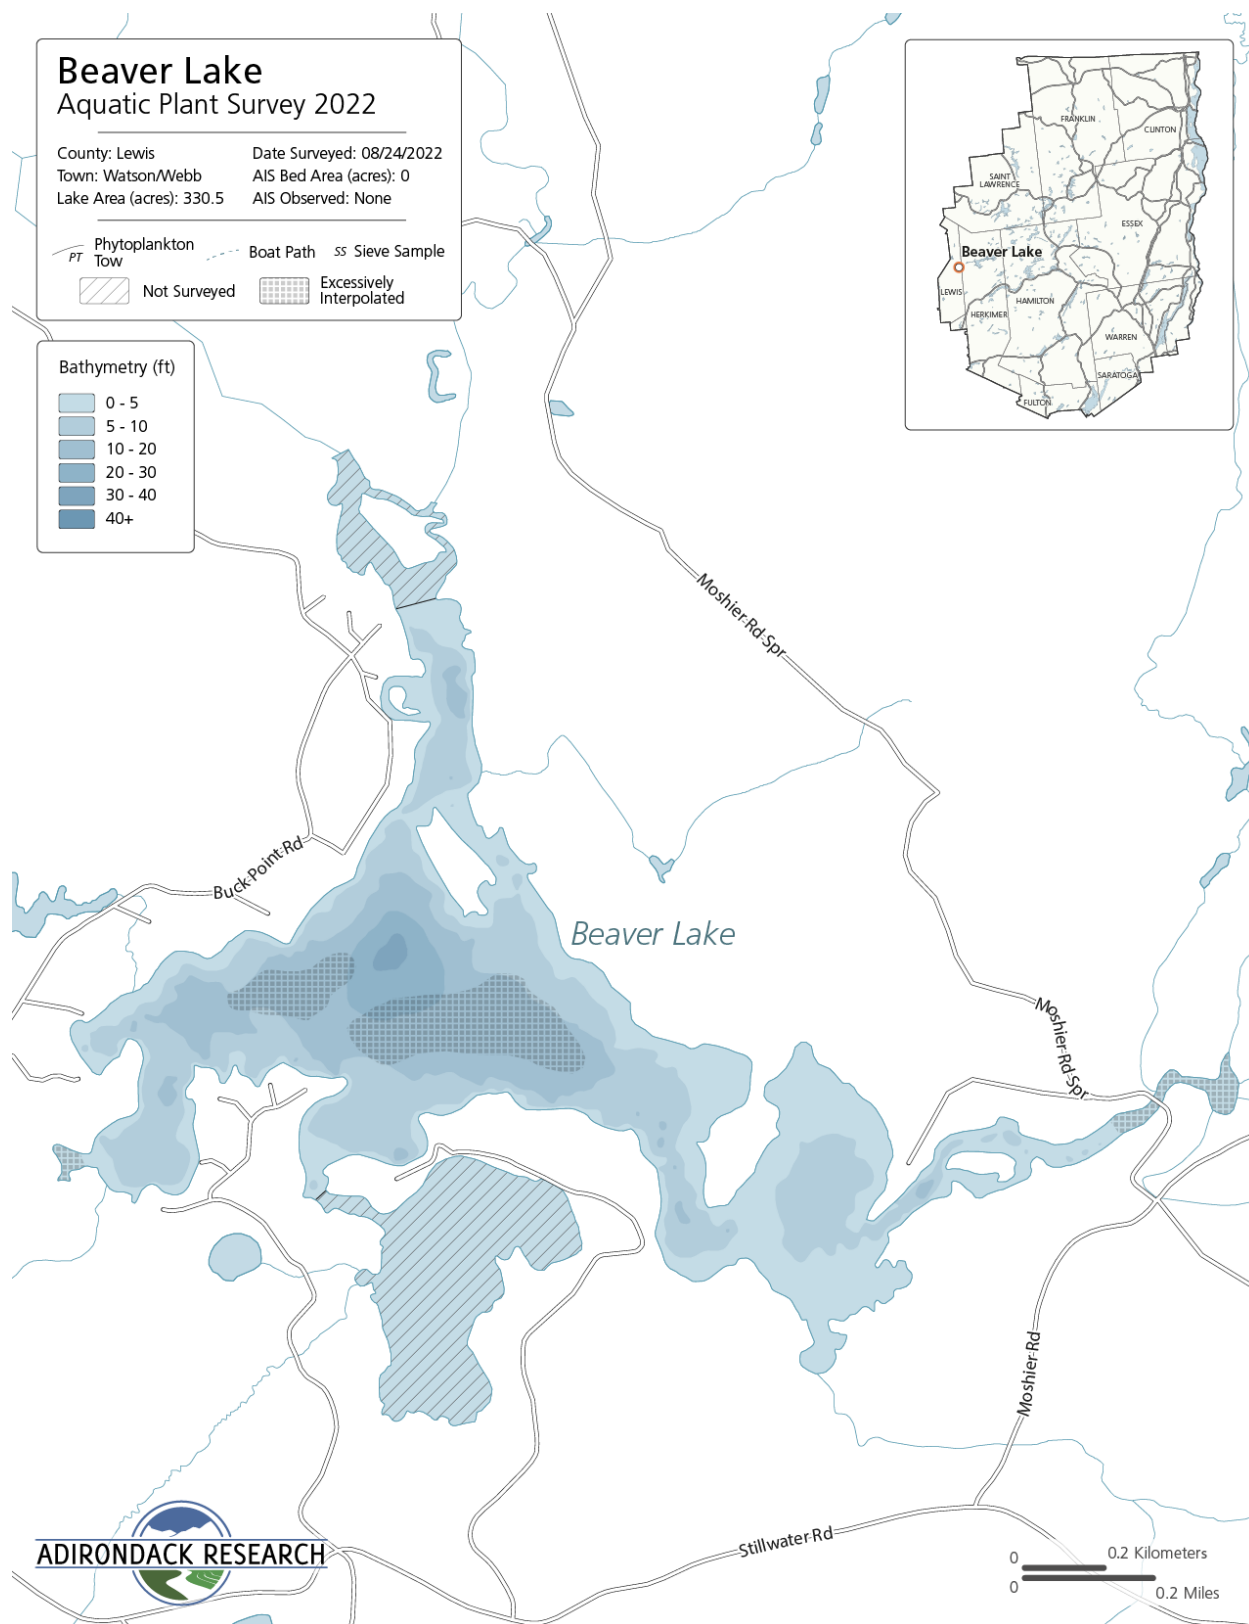 Beaver Lake
Aquatic Plant Survey 2022
County: Lewis
Date Surveyed: 08/24/2022
Town: Watson/Webb
AIS Bed Area (acres): 0
Lake Area (acres): 330.5
AIS Observed: None
PT
Phytoplankton
Tow
Boat Path
SS Sieve Sample
Not Surveyed
Excessively
Interpolated
Bathymetry (ft)
0 - 5
5 - 10
10 - 20
20 - 30
30 - 40
40+
FRANKLIN
CLINTON
SAINT
LAWRENCE
ESSEX
Beaver Lake
LEWIS
HAMILTON
HERKIMER
WARREN
SARATOGA
FULTON
Moshier Rd Spr
Buck Point Rd
Beaver Lake
Moshier Rd Spr
Moshier Rd
Stillwater Rd
ADIRONDACK RESEARCH
0
0.2 Kilometers
0
0.2 Miles